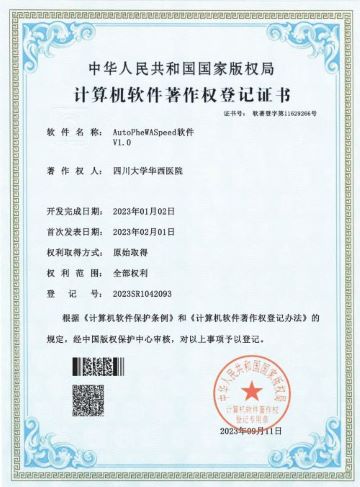 中华人民共和国国家版权局
计算机软件著作权登记证书
证书号： 软著登字第11629266号
软件名称： AutoPheWASpeed软件
V1.0
著作权人： 四川大学华西医院
开发完成日期： 2023年01月02日
首次发表日期： 2023年02月01日
权利取得方式： 原始取得
权利范围： 全部权利
登记号： 2023SR1042093
根据《计算机软件保护条例》和《计算机软件著作权登记办法》的
规定，经中国版权保护中心审核，对以上事项予以登记。
中华人民共和国国家版权局
计算机软件著作权
登记专用章
2023年09月11日